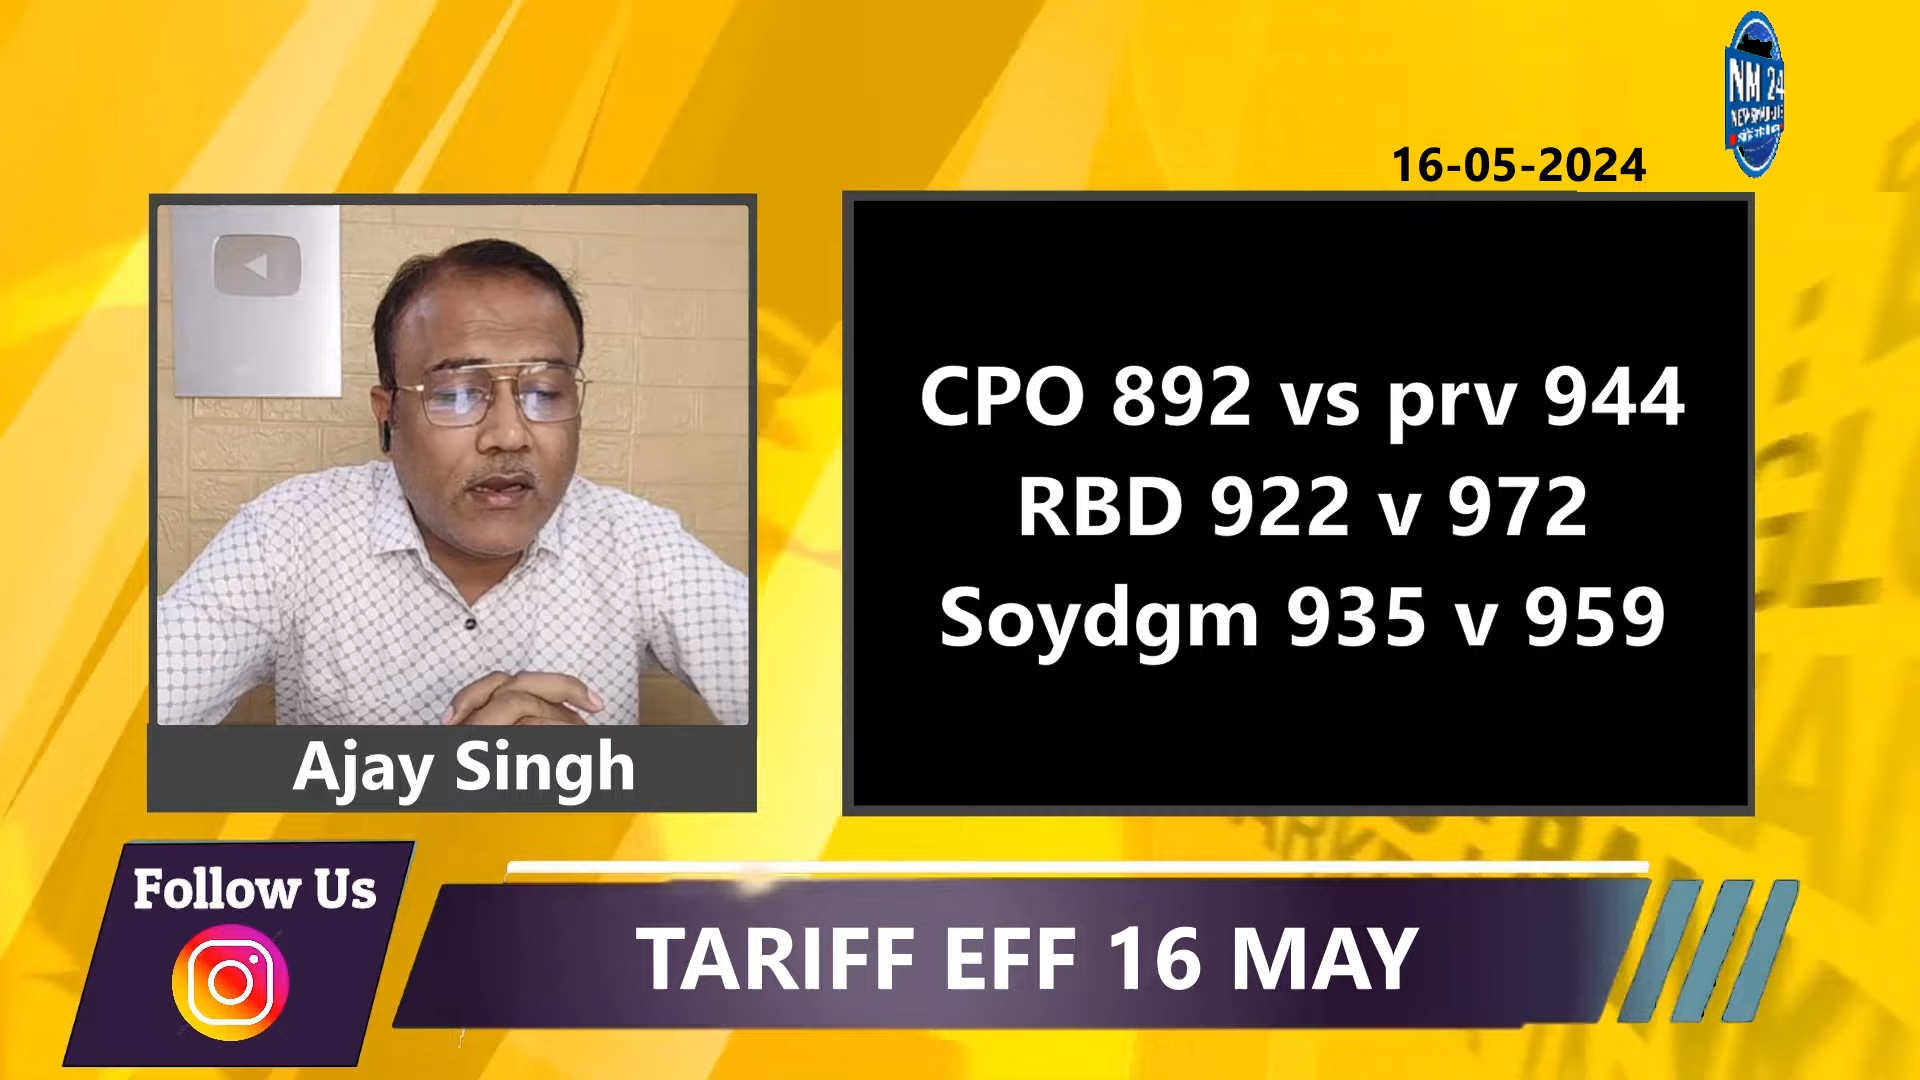 NM 24
16-05-2024
CPO 892 vs prv 944
RBD 922 v 972
Soydgm 935 v 959
Ajay Singh
Follow Us
TARIFF EFF 16 MAY